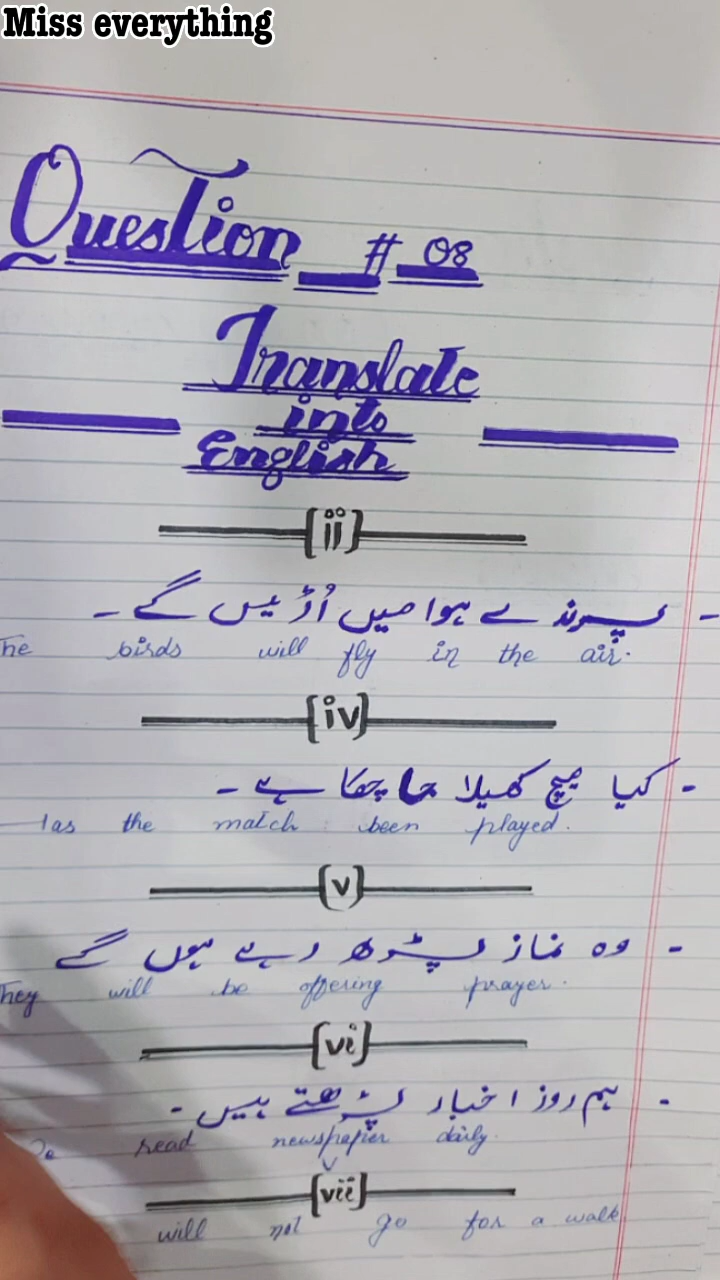 Miss everything
Question # 08
Translate
into
English
(ii)
- پرندے ہوا میں اُڑیں گے -
The birds will fly in the air.
(iv)
- کیا میچ کھیلا جا چکا ہے -
Has the match been played.
(v)
- وہ نماز پڑھ رہے ہوں گے
They will be offering prayer.
(vi)
- ہم روز اخبار پڑھتے ہیں -
read newspaper daily.
(vii)
will not go for a walk